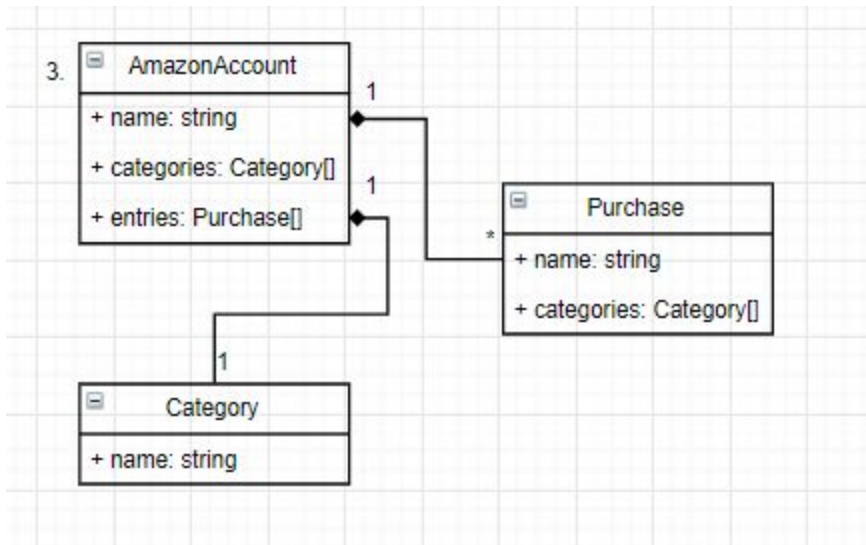 3.
AmazonAccount
1
+ name: string
+ categories: Category[]
1
+ entries: Purchase[]
Purchase
*
+ name: string
+ categories: Category[]
1
Category
+ name: string